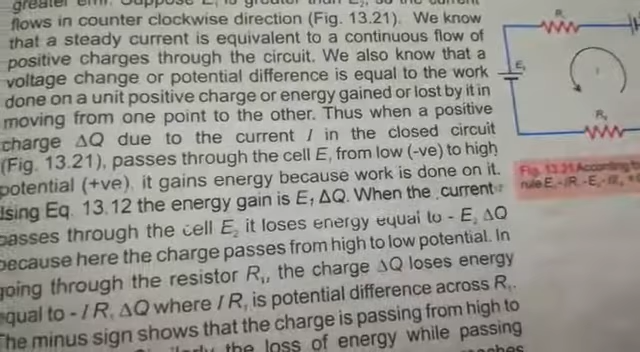 flows in counter clockwise direction (Fig. 13.21). We know
that a steady current is equivalent to a continuous flow of
positive charges through the circuit. We also know that a
voltage change or potential difference is equal to the work
done on a unit positive charge or energy gained or lost by it in
moving from one point to the other. Thus when a positive
charge ΔQ due to the current I in the closed circuit
(Fig. 13.21), passes through the cell E, from low (-ve) to high
potential (+ve), it gains energy because work is done on it.
Using Eq. 13.12 the energy gain is E₁ ΔQ. When the current
passes through the cell E₂ it loses energy equal to - E₂ ΔQ
because here the charge passes from high to low potential. In
going through the resistor R₁, the charge ΔQ loses energy
equal to - I R₁ ΔQ where I R₁ is potential difference across R₁.
The minus sign shows that the charge is passing from high to
the loss of energy while passing
R₁
E₁
R₂
Fig. 13.21 According
rule